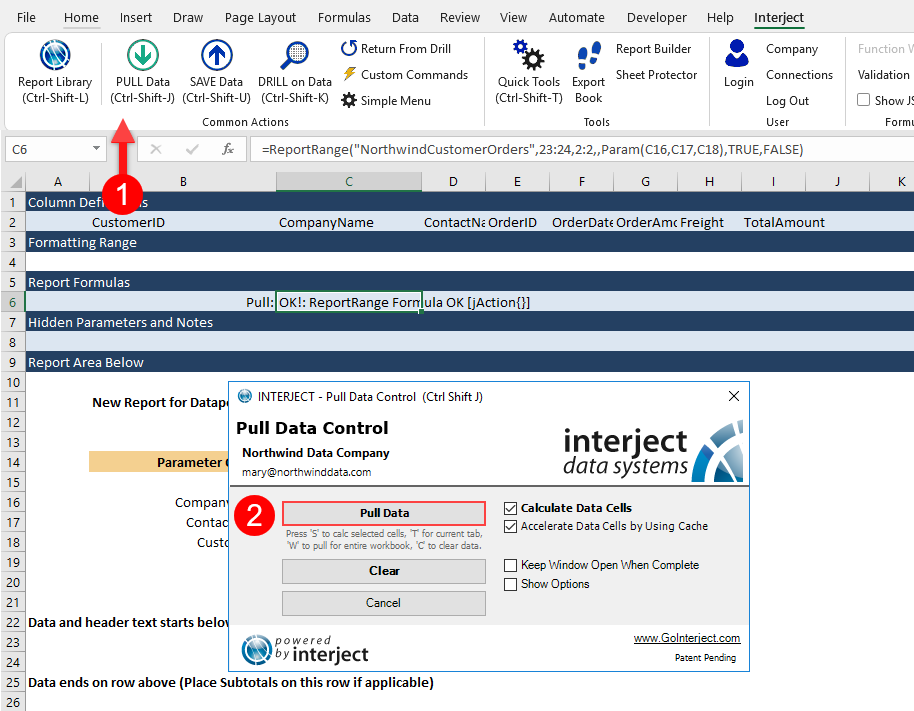 File Home Insert Draw Page Layout Formulas Data Review View Automate Developer Help Interject
Report Library (Ctrl-Shift-L)
PULL Data (Ctrl-Shift-J)
SAVE Data (Ctrl-Shift-U)
DRILL on Data (Ctrl-Shift-K)
Return From Drill
Custom Commands
Simple Menu
Common Actions
Quick Tools (Ctrl-Shift-T)
Export Book
Report Builder
Sheet Protector
Tools
Login
Company
Connections
Log Out
User
Function
Validation
Show
C6 fx =ReportRange("NorthwindCustomerOrders",23:24,2:2,,Param(C16,C17,C18),TRUE,FALSE)
A B C D E F G H I J K
1 Column Def
2 CustomerID CompanyName ContactNa OrderID OrderDate OrderAmo Freight TotalAmount
3 Formatting Range
4
5 Report Formulas
6 Pull: OK!: ReportRange Formula OK [jAction{}]
7 Hidden Parameters and Notes
8
9 Report Area Below
10
11 New Report for Datap
12
13
14 Parameter
15
16 Company
17 Contac
18 Custo
19
20
21
22 Data and header text starts belov
23
24
25 Data ends on row above (Place Subtotals on this row if applicable)
26
1
INTERJECT - Pull Data Control (Ctrl Shift J)
Pull Data Control
Northwind Data Company
mary@northwinddata.com
interject
data systems
2
Pull Data
Press 'S' to calc selected cells, 'T' for current tab,
'W' to pull for entire workbook, 'C' to clear data.
Clear
Cancel
Calculate Data Cells
Accelerate Data Cells by Using Cache
Keep Window Open When Complete
Show Options
powered
by interject
www.GoInterject.com
Patent Pending